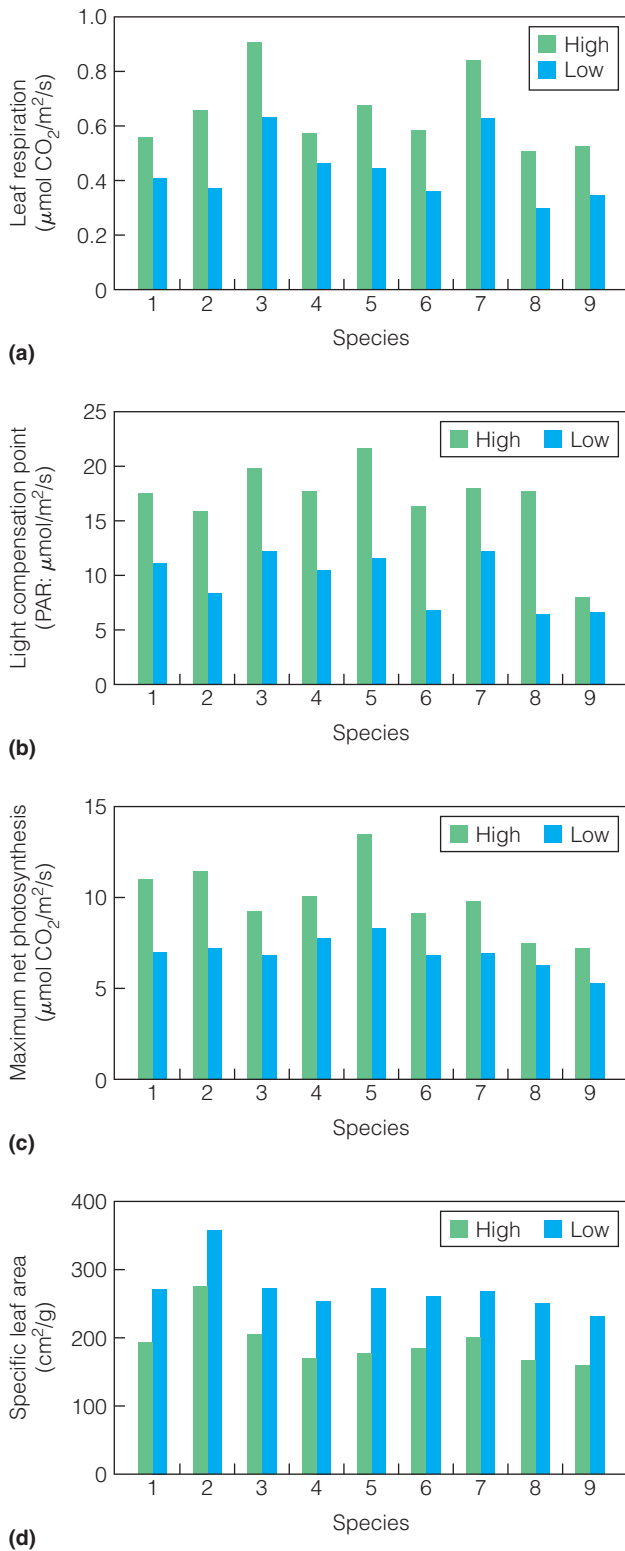 1.0
0.8
0.6
0.4
0.2
0
Leaf respiration
(μmol CO₂/m²/s)
High
Low
1 2 3 4 5 6 7 8 9
Species
(a)
25
20
15
10
5
0
Light compensation point
(PAR: μmol/m²/s)
High Low
1 2 3 4 5 6 7 8 9
Species
(b)
15
10
5
0
Maximum net photosynthesis
(μmol CO₂/m²/s)
High Low
1 2 3 4 5 6 7 8 9
Species
(c)
400
300
200
100
0
Specific leaf area
(cm²/g)
High Low
1 2 3 4 5 6 7 8 9
Species
(d)